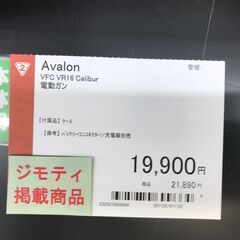 Avalon
管理
VFC VR16 Calibur
電動ガン
【付属品】ケース
【備考】バッテリー(ミニコネクター)/充電器別売
19,900円
税込 21,890円
ジモティ
掲載商品